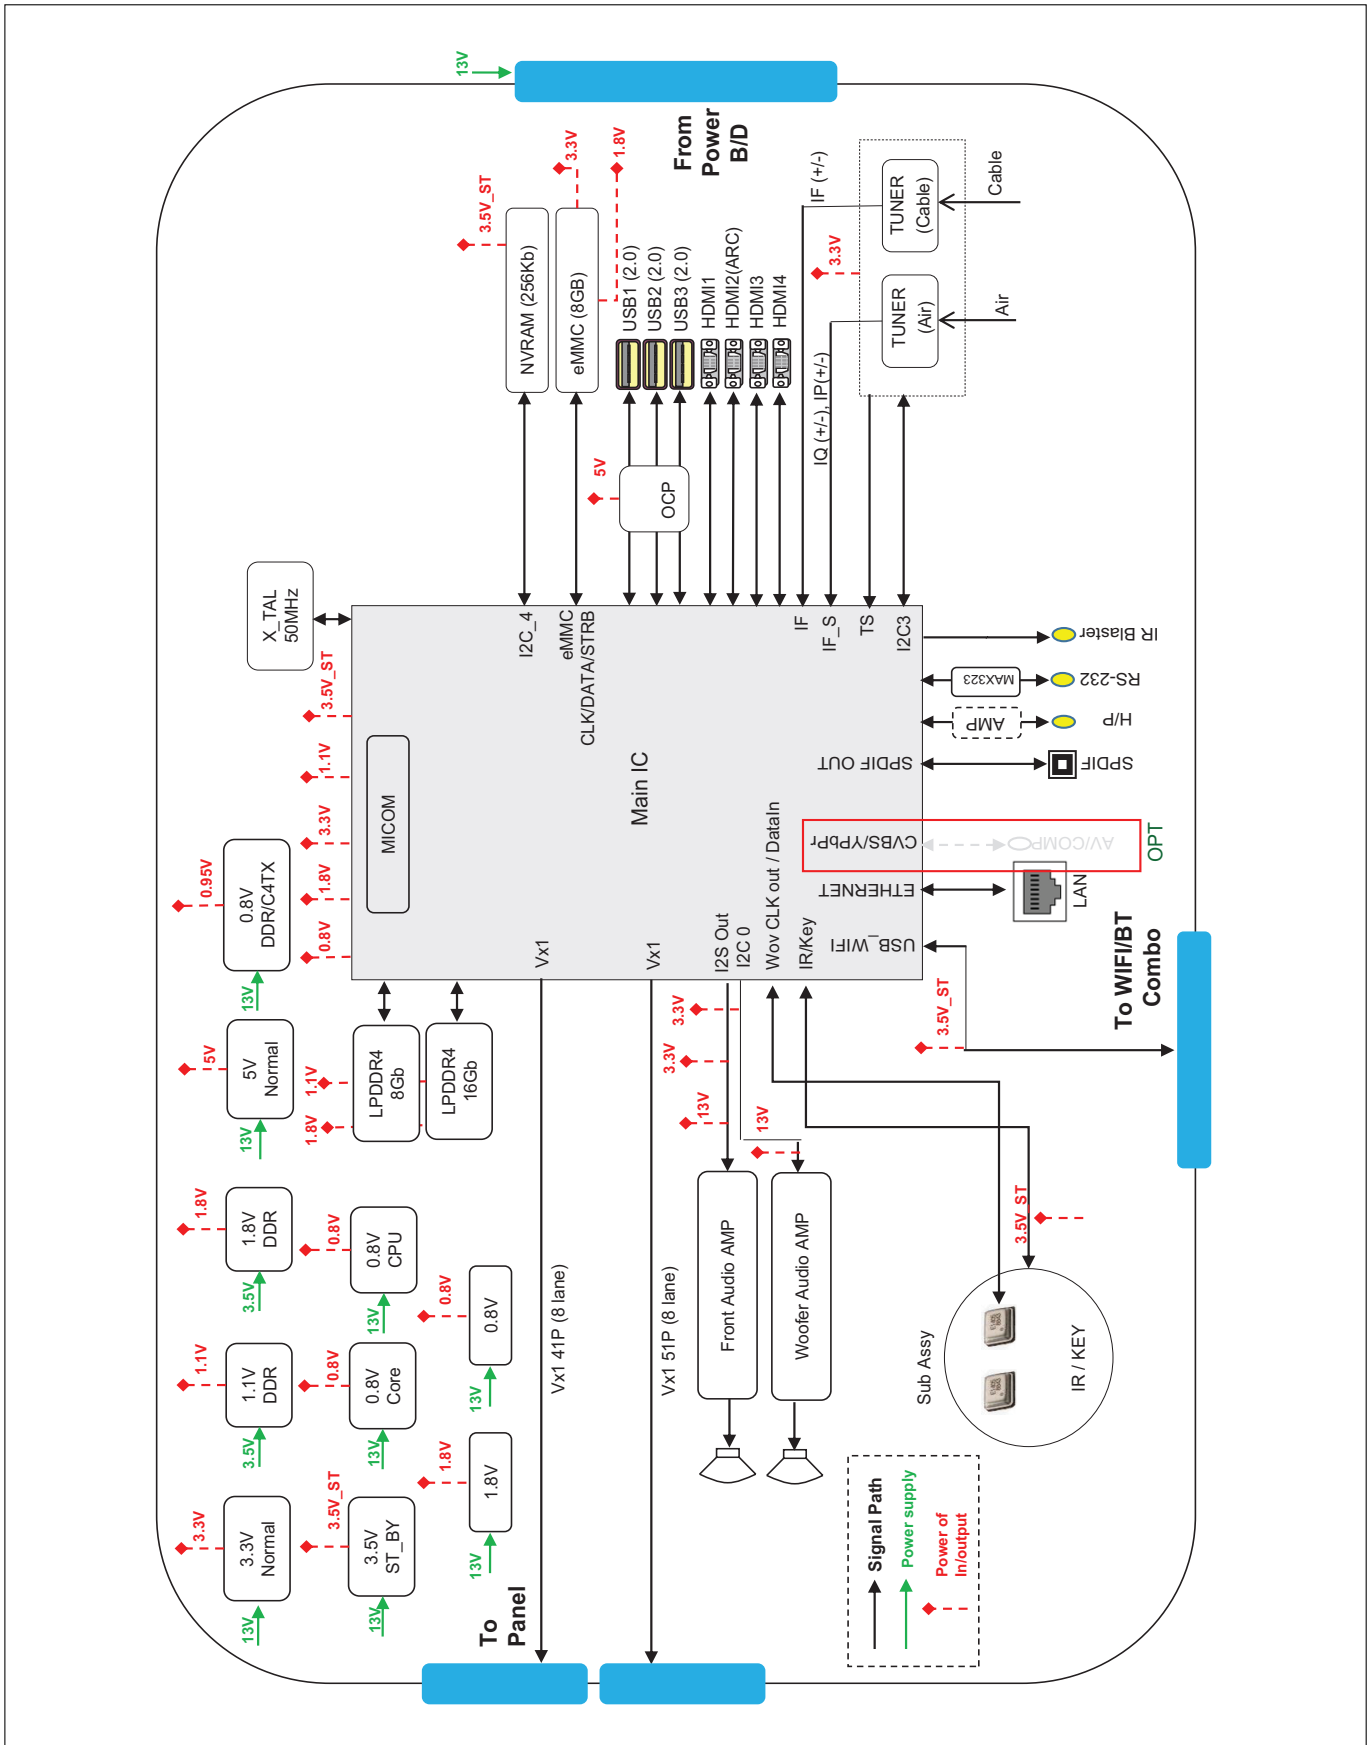 13V
From
Power
B/D
3.5V_ST
NVRAM (256Kb)
3.3V
eMMC (8GB)
1.8V
USB1 (2.0)
USB2 (2.0)
USB3 (2.0)
HDMI1
HDMI2(ARC)
HDMI3
HDMI4
5V
OCP
IF (+/-)
IQ (+/-), IP(+/-)
3.3V
TUNER
(Cable)
Cable
TUNER
(Air)
Air
X_TAL
50MHz
3.5V_ST
1.1V
3.3V
1.8V
0.8V
MICOM
Main IC
I2C_4
eMMC
CLK/DATA/STRB
IF
IF_S
TS
I2C3
Vx1
Vx1
I2S Out
I2C 0
Wov CLK out / DataIn
IR/Key
SPDIF OUT
CVBS/YPbPr
ETHERNET
USB_WIFI
IR Blaster
MAX323
RS-232
AMP
H/P
SPDIF
AV/COMP
OPT
LAN
To WIFI/BT
Combo
3.5V_ST
0.95V
0.8V
DDR/C4TX
13V
5V
5V
Normal
13V
1.1V
1.8V
LPDDR4
8Gb
LPDDR4
16Gb
1.8V
1.8V
DDR
3.5V
0.8V
0.8V
CPU
13V
0.8V
0.8V
13V
1.1V
1.1V
DDR
3.5V
0.8V
0.8V
Core
13V
1.8V
1.8V
13V
3.3V
3.3V
Normal
13V
3.5V_ST
3.5V
ST_BY
13V
Vx1 41P (8 lane)
Vx1 51P (8 lane)
To
Panel
3.3V
3.3V
13V
13V
Front Audio AMP
Woofer Audio AMP
3.5V_ST
Sub Assy
IR / KEY
Signal Path
Power supply
Power of
In/output